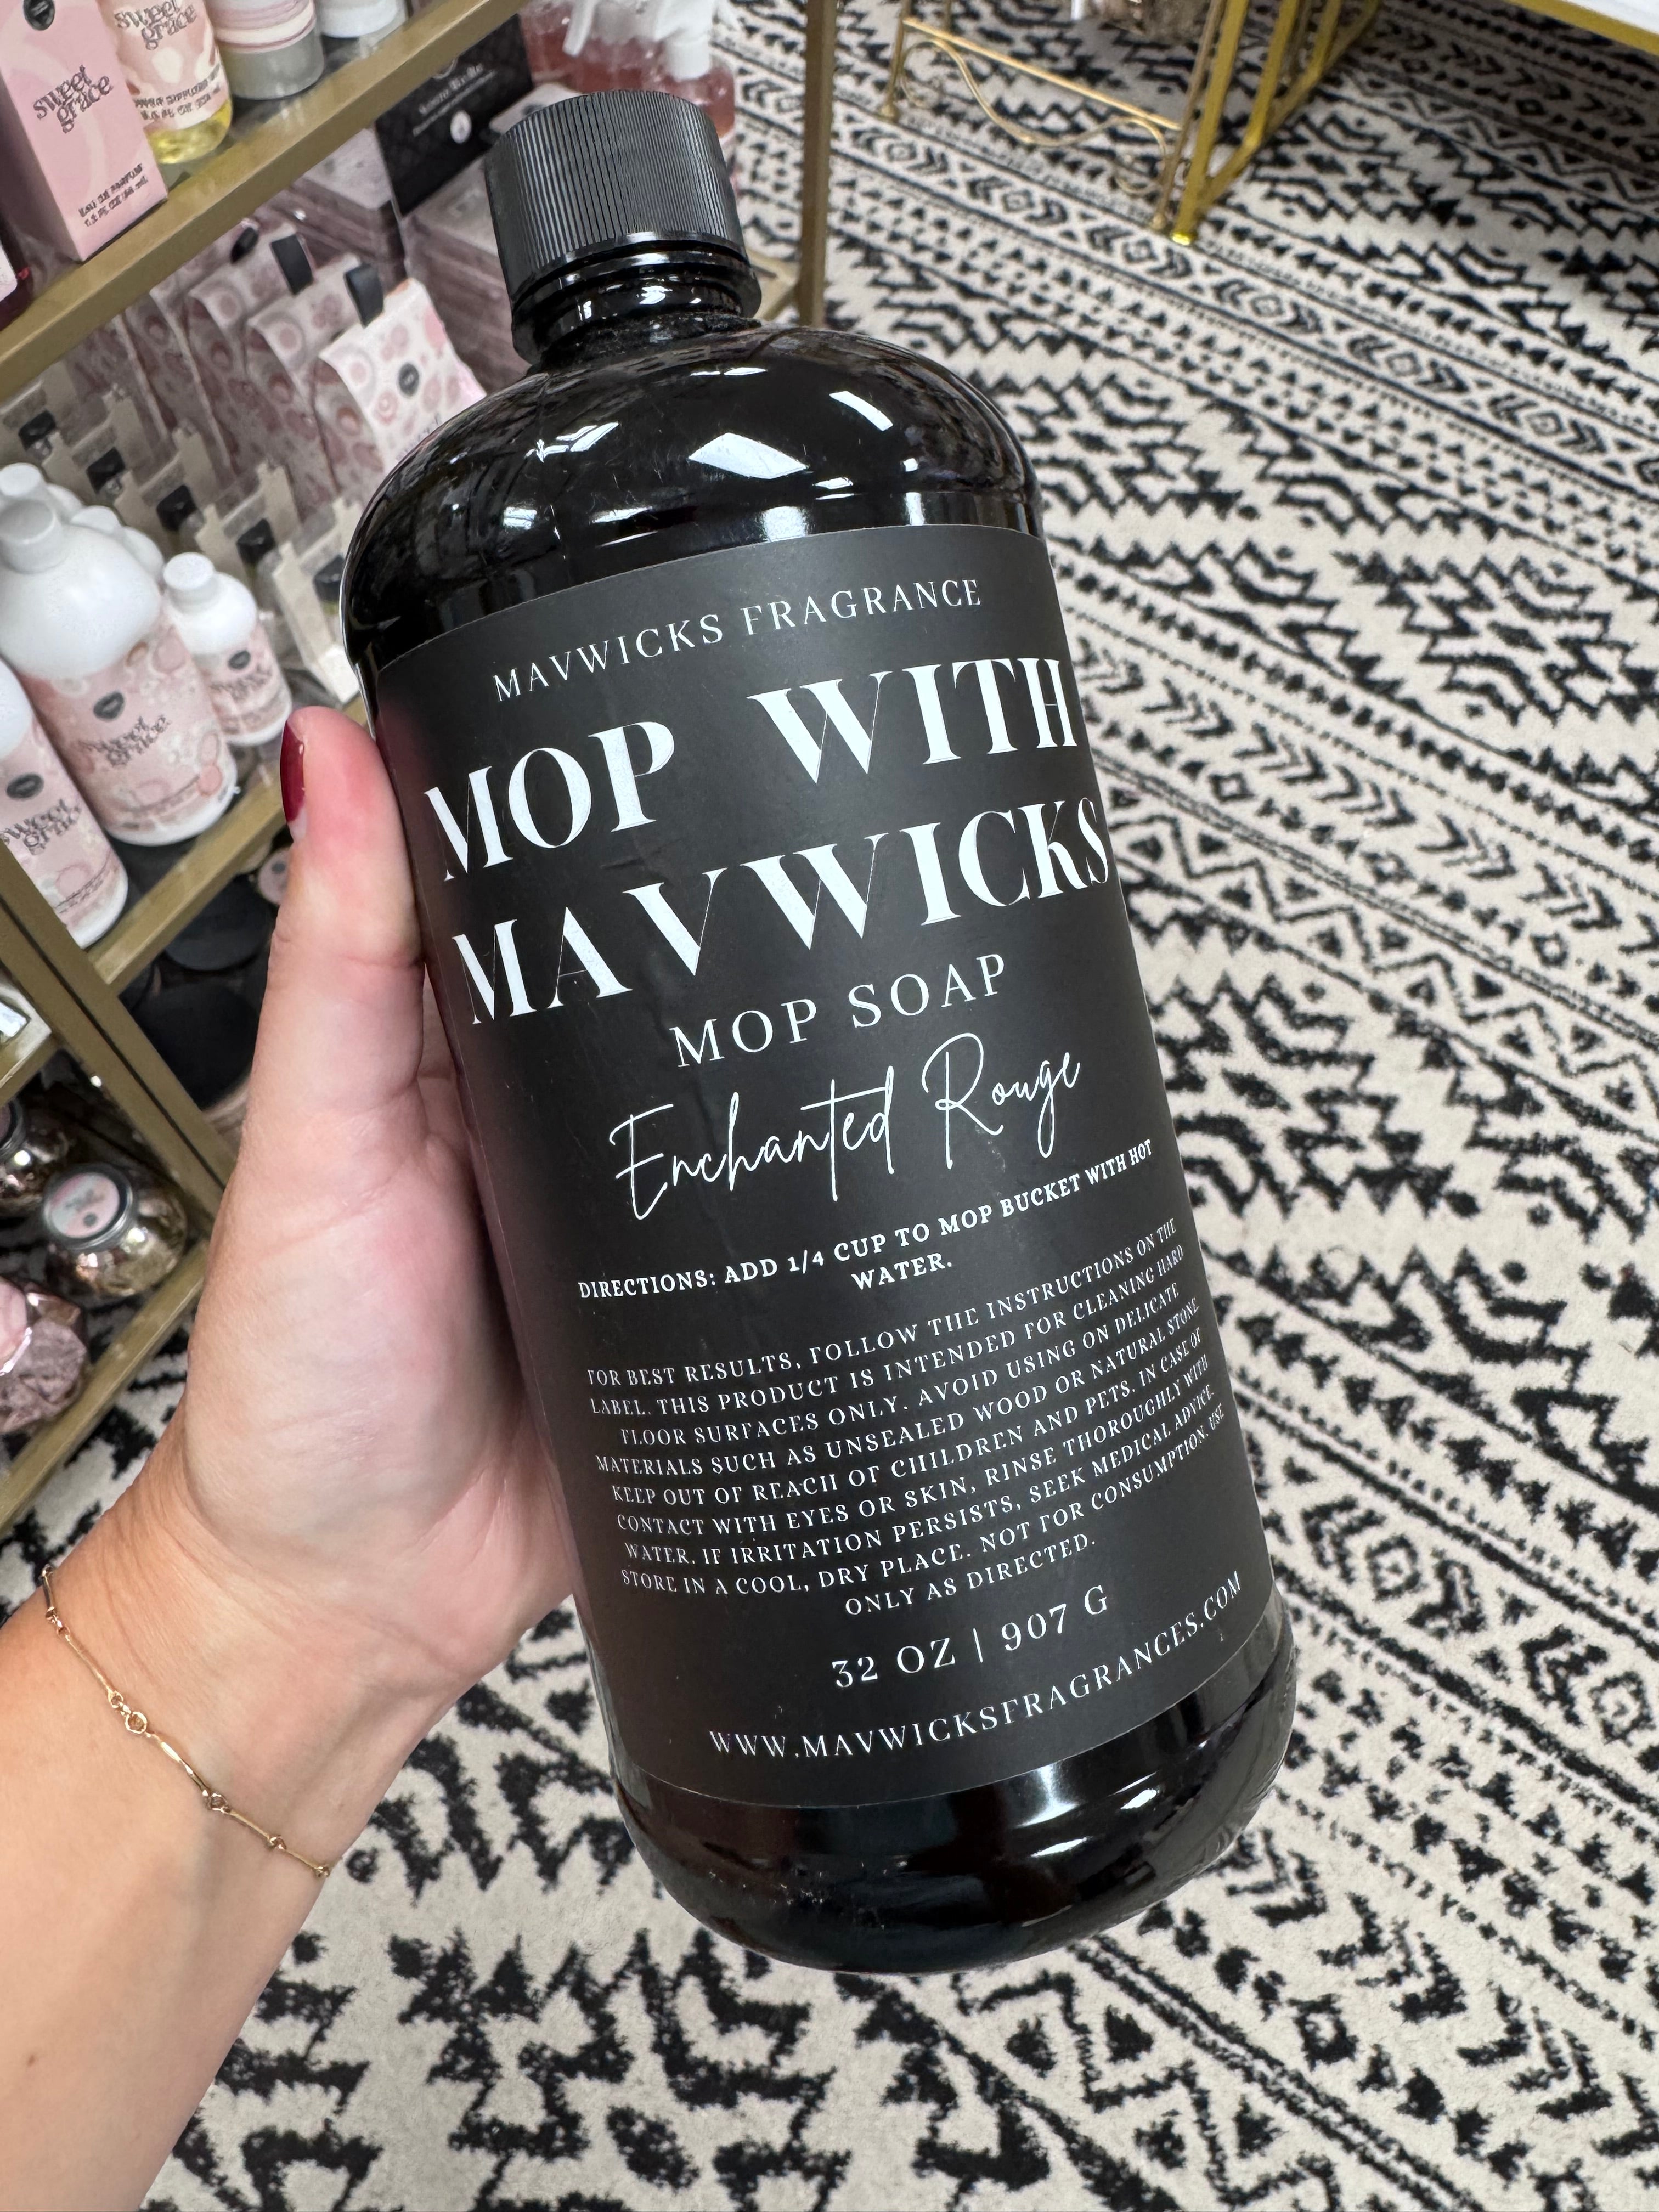 sweet
grace
sweet
grace
MAVWICKS FRAGRANCE
MOP WITH
MAVWICKS
MOP SOAP
Enchanted Rouge
DIRECTIONS: ADD 1/4 CUP TO MOP BUCKET WITH HOT
WATER.
FOR BEST RESULTS, FOLLOW THE INSTRUCTIONS ON THE
LABEL. THIS PRODUCT IS INTENDED FOR CLEANING HARD
FLOOR SURFACES ONLY. AVOID USING ON DELICATE
MATERIALS SUCH AS UNSEALED WOOD OR NATURAL STONE.
KEEP OUT OF REACH OF CHILDREN AND PETS. IN CASE OF
CONTACT WITH EYES OR SKIN, RINSE THOROUGHLY WITH
WATER. IF IRRITATION PERSISTS, SEEK MEDICAL ADVICE.
STORE IN A COOL, DRY PLACE. NOT FOR CONSUMPTION. USE
ONLY AS DIRECTED.
32 OZ | 907 G
WWW.MAVWICKSFRAGRANCES.COM
sweet
grace
sweet
grace